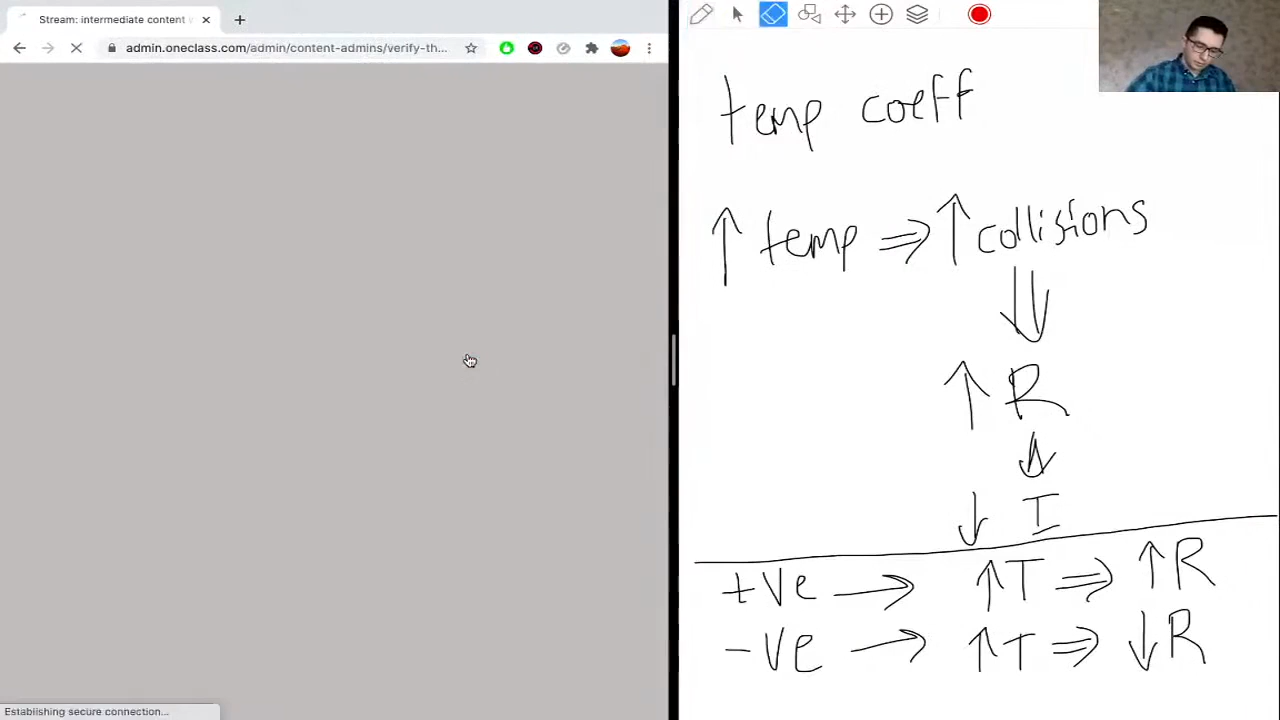 Stream: intermediate content v
admin.oneclass.com/admin/content-admins/verify-th...
temp coeff
↑ temp ⇒ ↑ collisions
⇓
↑ R
↓
↓ I
+ve → ↑T ⇒ ↑R
-ve → ↑T ⇒ ↓R
Establishing secure connection...